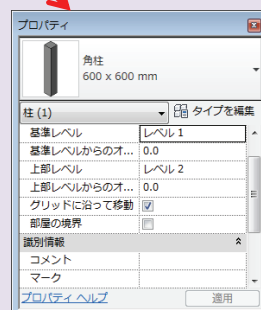 プロパティ
角柱
600 x 600 mm
柱 (1)
タイプを編集
基準レベル レベル 1
基準レベルからのオ... 0.0
上部レベル レベル 2
上部レベルからのオ... 0.0
グリッドに沿って移動
部屋の境界
識別情報
コメント
マーク
プロパティ ヘルプ 適用